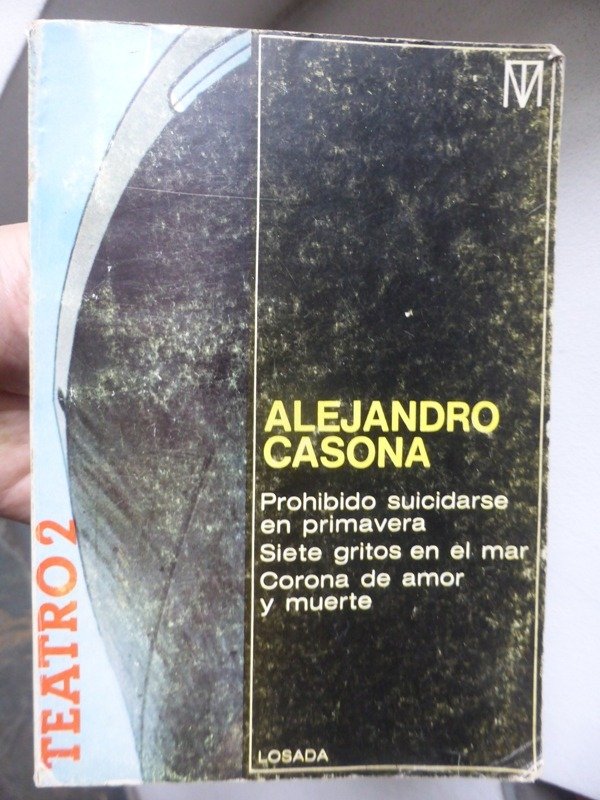 ALEJANDRO
CASONA
Prohibido suicidarse
en primavera
Siete gritos en el mar
Corona de amor
y muerte
LOSADA
TEATRO 2